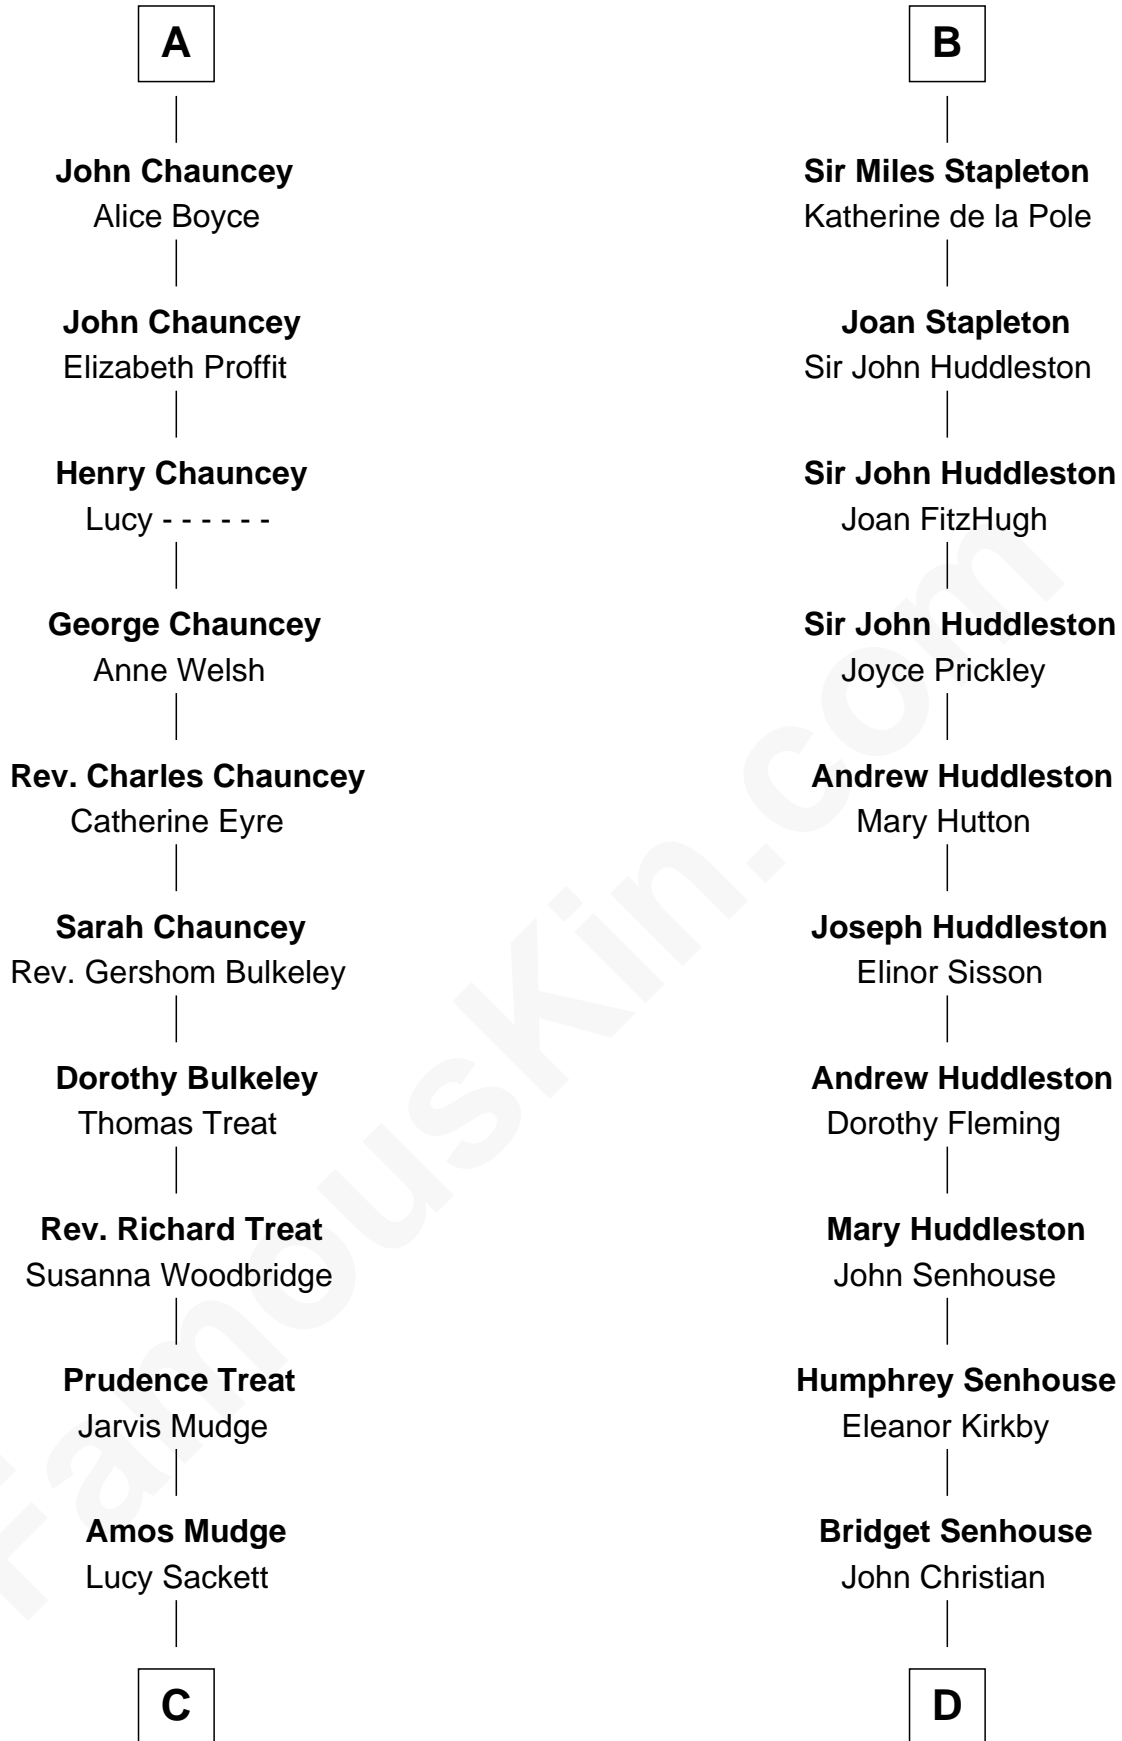 A
John Chauncey
Alice Boyce
John Chauncey
Elizabeth Proffit
Henry Chauncey
Lucy - - - - - -
George Chauncey
Anne Welsh
Rev. Charles Chauncey
Catherine Eyre
Sarah Chauncey
Rev. Gershom Bulkeley
Dorothy Bulkeley
Thomas Treat
Rev. Richard Treat
Susanna Woodbridge
Prudence Treat
Jarvis Mudge
Amos Mudge
Lucy Sackett
C
B
Sir Miles Stapleton
Katherine de la Pole
Joan Stapleton
Sir John Huddleston
Sir John Huddleston
Joan FitzHugh
Sir John Huddleston
Joyce Prickley
Andrew Huddleston
Mary Hutton
Joseph Huddleston
Elinor Sisson
Andrew Huddleston
Dorothy Fleming
Mary Huddleston
John Senhouse
Humphrey Senhouse
Eleanor Kirkby
Bridget Senhouse
John Christian
D
FamousKin.com